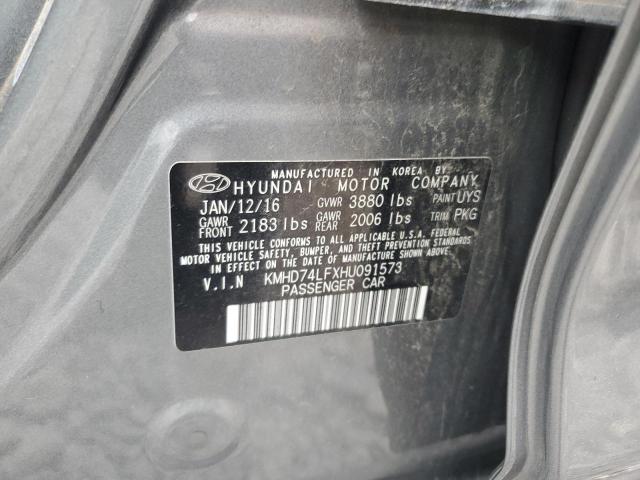 MANUFACTURED IN KOREA BY
HYUNDAI MOTOR COMPANY
JAN/12/16 GVWR 3880 lbs PAINT UYS
GAWR FRONT 2183 lbs GAWR REAR 2006 lbs TRIM PKG
THIS VEHICLE CONFORMS TO ALL APPLICABLE U.S.A. FEDERAL
MOTOR VEHICLE SAFETY, BUMPER, AND THEFT PREVENTION STANDARDS
IN EFFECT ON THE DATE OF MANUFACTURE SHOWN ABOVE.
V.I.N KMHD74LFXHU091573
PASSENGER CAR